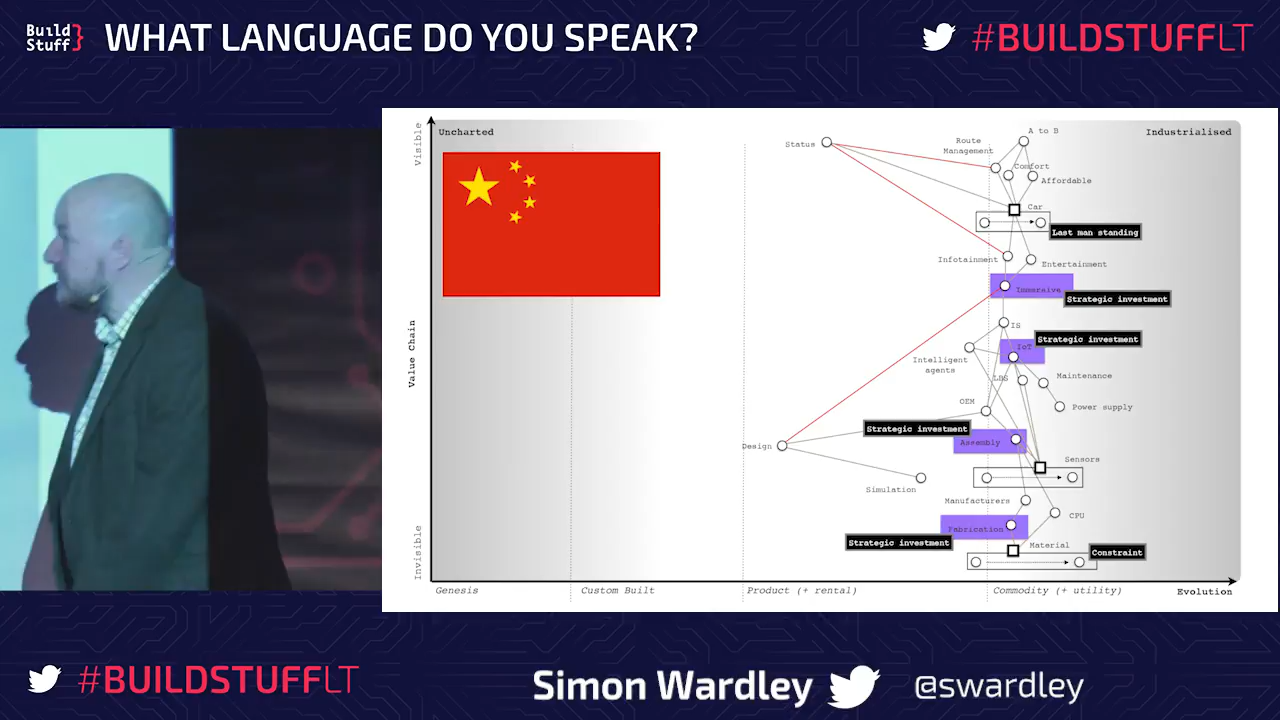 Build
Stuff
WHAT LANGUAGE DO YOU SPEAK?
#BUILDSTUFFLT
Visible
Uncharted
Industrialised
Status
Route
Management
A to B
Comfort
Affordable
Car
Last man standing
Infotainment
Entertainment
Immersive
Strategic investment
IS
Strategic investment
IoT
Intelligent
agents
LBS
Maintenance
OEM
Power supply
Value Chain
Strategic investment
Design
Assembly
Sensors
Simulation
Manufacturers
CPU
Fabrication
Strategic investment
Material
Constraint
Invisible
Genesis
Custom Built
Product (+ rental)
Commodity (+ utility)
Evolution
#BUILDSTUFFLT
Simon Wardley
@swardley